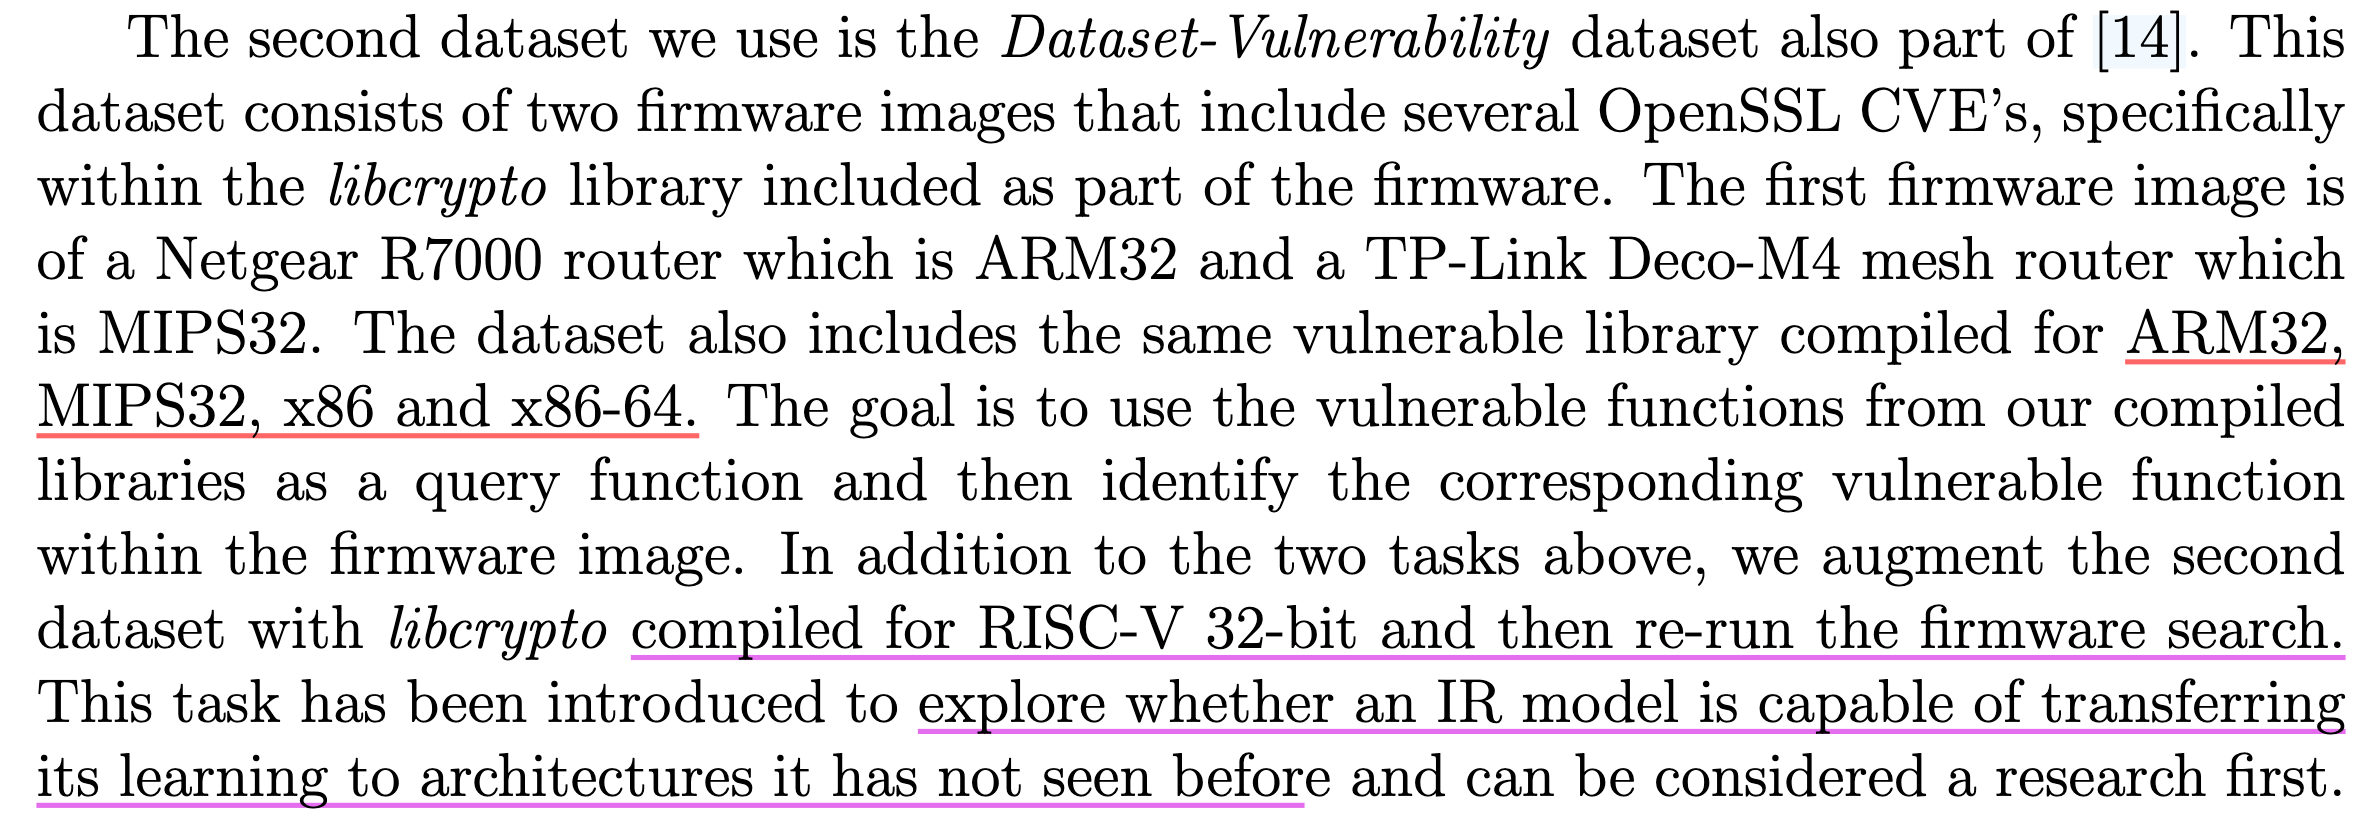 The second dataset we use is the Dataset-Vulnerability dataset also part of [14]. This
dataset consists of two firmware images that include several OpenSSL CVE’s, specifically
within the libcrypto library included as part of the firmware. The first firmware image is
of a Netgear R7000 router which is ARM32 and a TP-Link Deco-M4 mesh router which
is MIPS32. The dataset also includes the same vulnerable library compiled for ARM32,
MIPS32, x86 and x86-64. The goal is to use the vulnerable functions from our compiled
libraries as a query function and then identify the corresponding vulnerable function
within the firmware image. In addition to the two tasks above, we augment the second
dataset with libcrypto compiled for RISC-V 32-bit and then re-run the firmware search.
This task has been introduced to explore whether an IR model is capable of transferring
its learning to architectures it has not seen before and can be considered a research first.